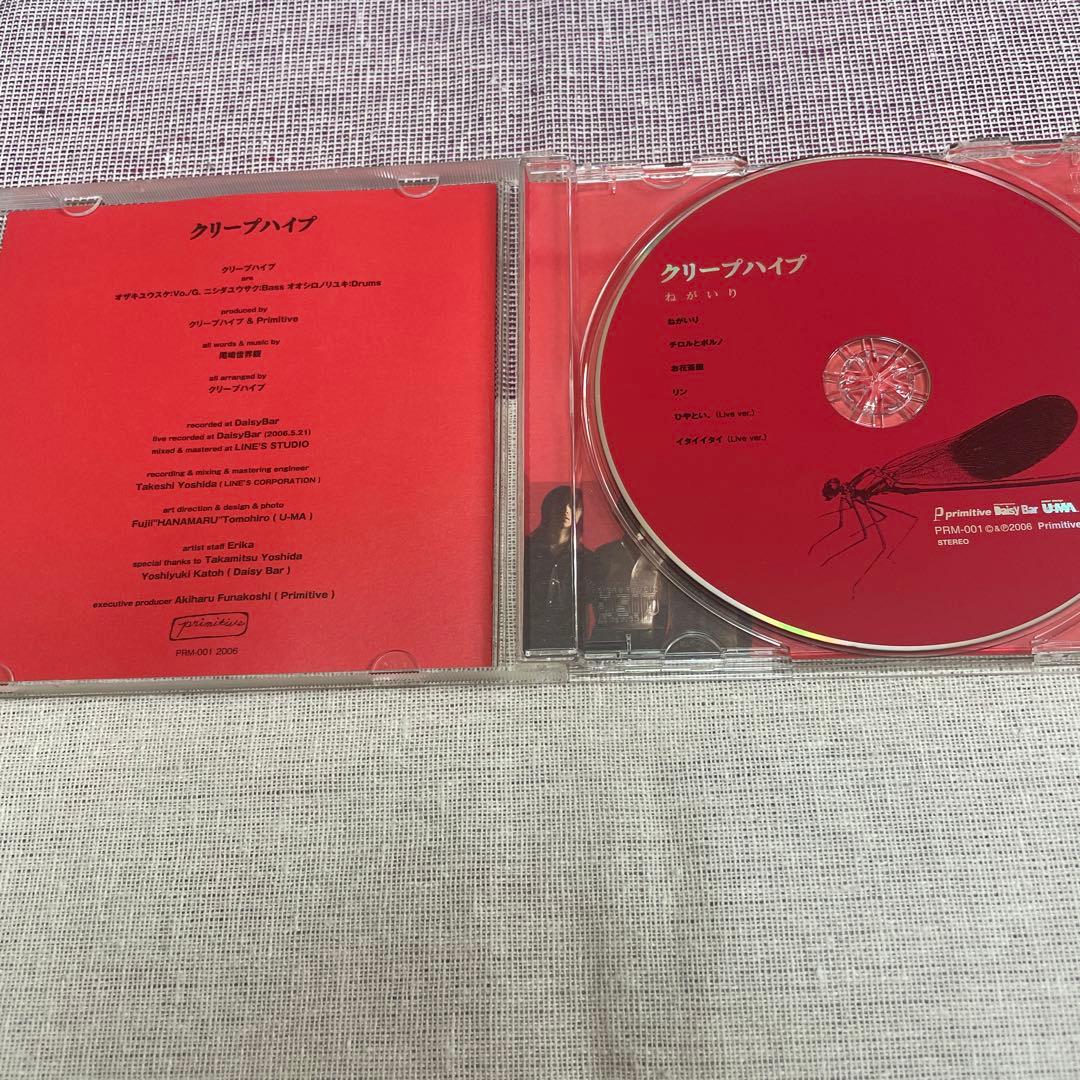 クリープハイプ
クリープハイプ
are
オザキユウスケ:Vo./G. ニシダユウサク:Bass オオシロノリユキ:Drums
produced by
クリープハイプ & Primitive
all words & music by
尾崎世界観
all arranged by
クリープハイプ
recorded at DaisyBar
live recorded at DaisyBar (2006.5.21)
mixed & mastered at LINE'S STUDIO
recording & mixing & mastering engineer
Takeshi Yoshida ( LINE'S CORPORATION )
art direction & design & photo
Fujii"HANAMARU"Tomohiro ( U-MA )
artist staff Erika
special thanks to Takamitsu Yoshida
Yoshiyuki Katoh ( Daisy Bar )
executive producer Akiharu Funakoshi ( Primitive )
primitive
PRM-001 2006
クリープハイプ
ねがいり
ねがいり
チロルとポルノ
お花茶屋
リン
ひやとい。(Live ver.)
イタイイタイ (Live ver.)
primitive Daisy Bar U-MA
PRM-001 ©&℗2006 Primitive
STEREO